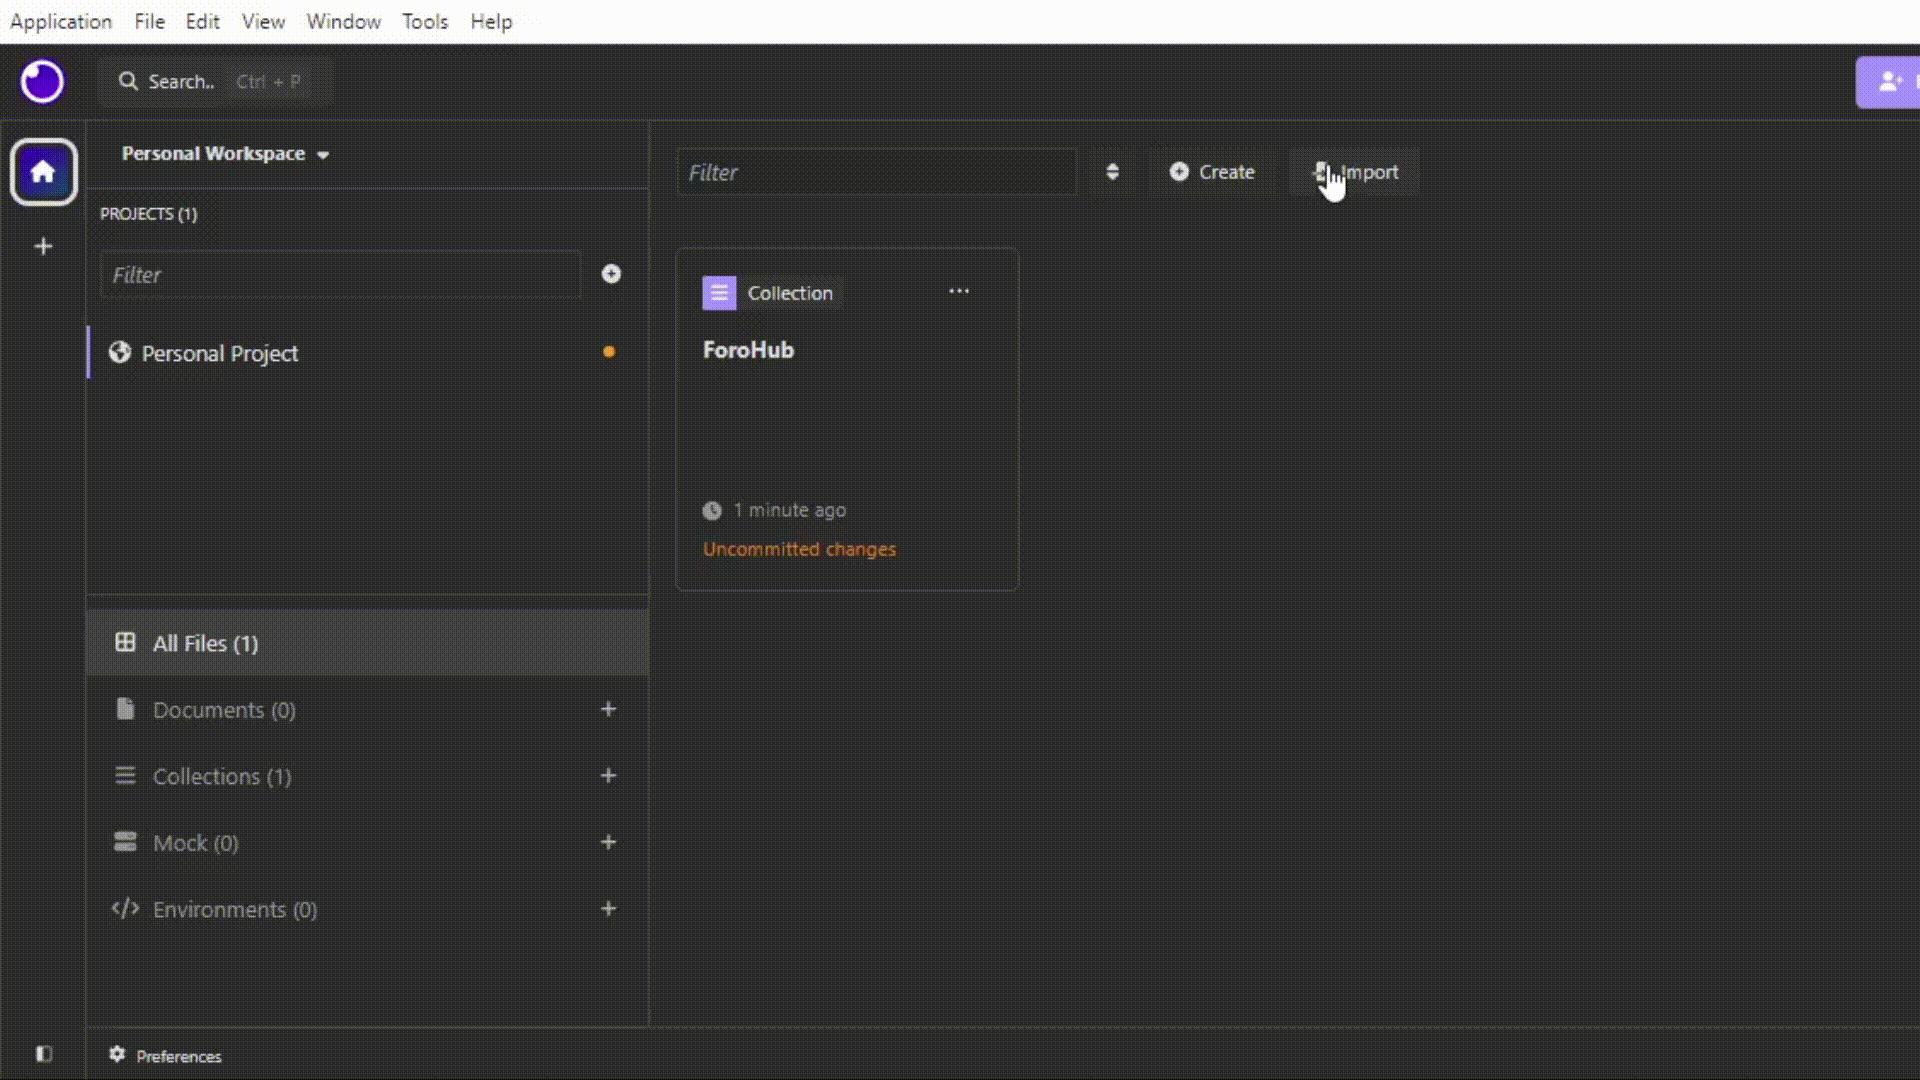 Application File Edit View Window Tools Help
Search.. Ctrl + P
Personal Workspace
PROJECTS (1)
Filter
Personal Project
All Files (1)
Documents (0)
Collections (1)
Mock (0)
Environments (0)
Preferences
Filter
Create
Import
Collection
ForoHub
1 minute ago
Uncommitted changes